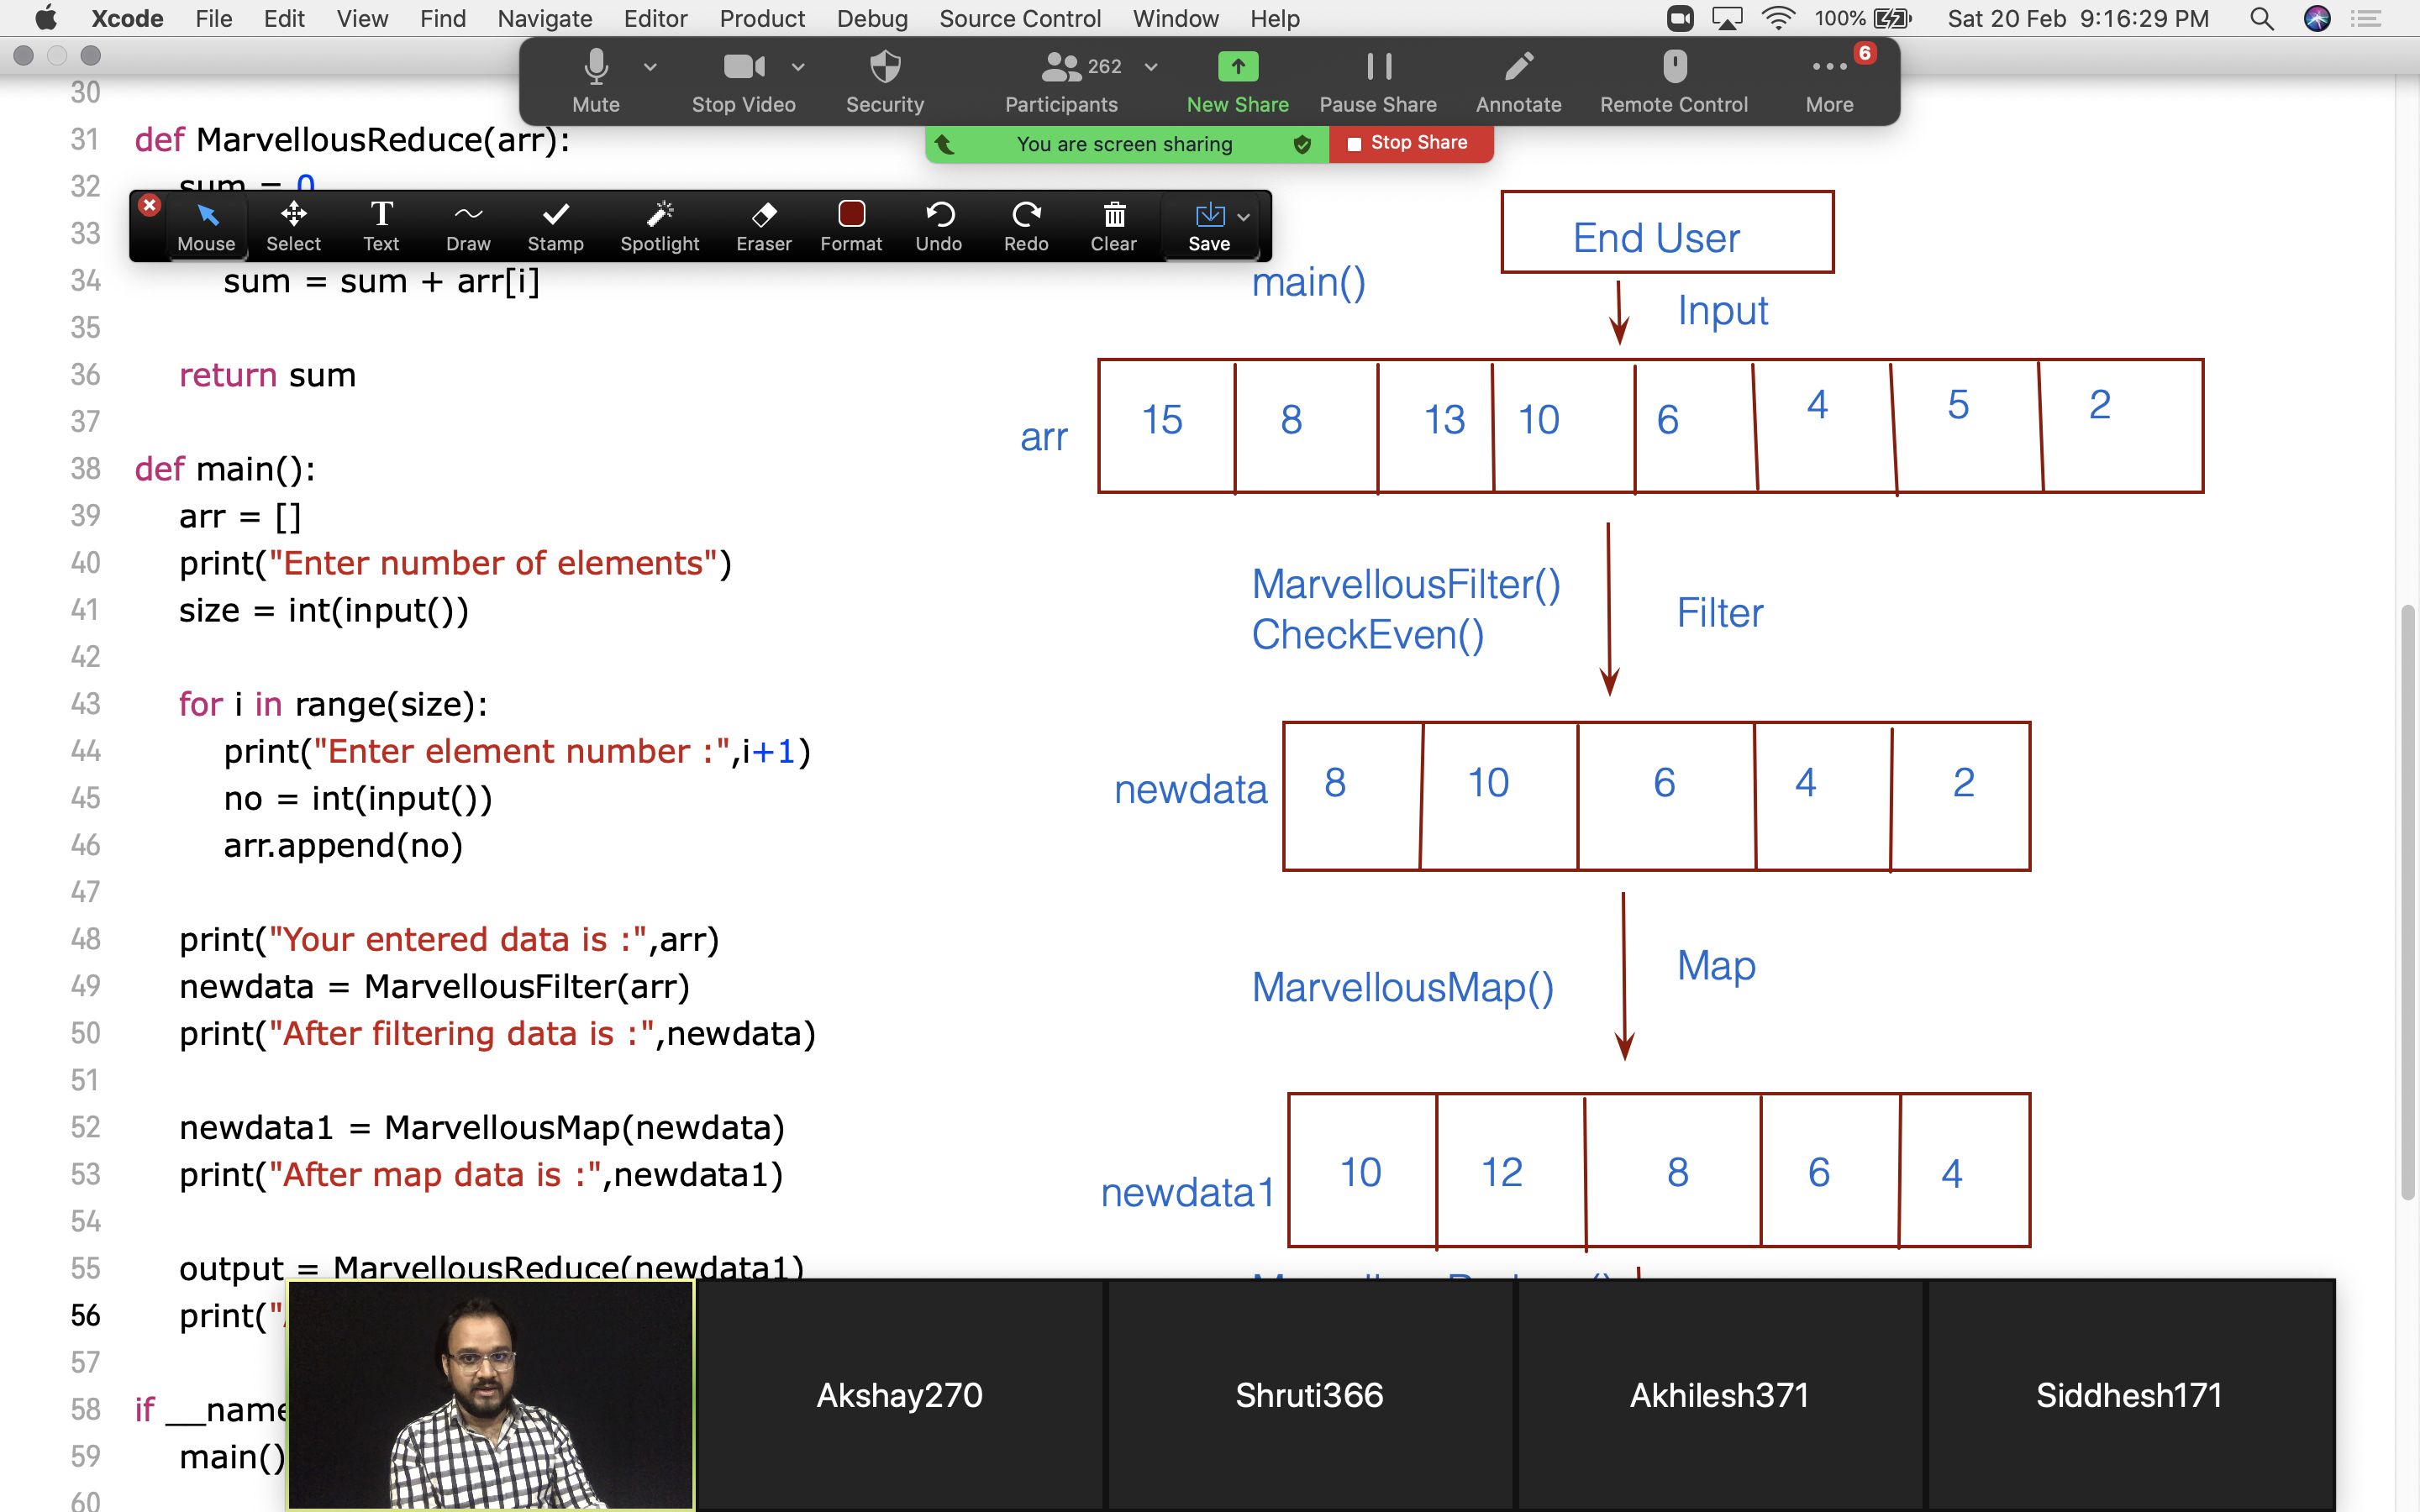 Xcode File Edit View Find Navigate Editor Product Debug Source Control Window Help 100% Sat 20 Feb 9:16:29 PM
Mute Stop Video Security Participants 262 New Share Pause Share Annotate Remote Control More 6
You are screen sharing Stop Share
Mouse Select Text Draw Stamp Spotlight Eraser Format Undo Redo Clear Save
30
31 def MarvellousReduce(arr):
32 sum = 0
33
34 sum = sum + arr[i]
35
36 return sum
37
38 def main():
39 arr = []
40 print("Enter number of elements")
41 size = int(input())
42
43 for i in range(size):
44 print("Enter element number :",i+1)
45 no = int(input())
46 arr.append(no)
47
48 print("Your entered data is :",arr)
49 newdata = MarvellousFilter(arr)
50 print("After filtering data is :",newdata)
51
52 newdata1 = MarvellousMap(newdata)
53 print("After map data is :",newdata1)
54
55 output = MarvellousReduce(newdata1)
56 print("
57
58 if __name
59 main()
60
End User
main() Input
arr 15 8 13 10 6 4 5 2
MarvellousFilter()
CheckEven()
Filter
newdata 8 10 6 4 2
MarvellousMap() Map
newdata1 10 12 8 6 4
Akshay270 Shruti366 Akhilesh371 Siddhesh171